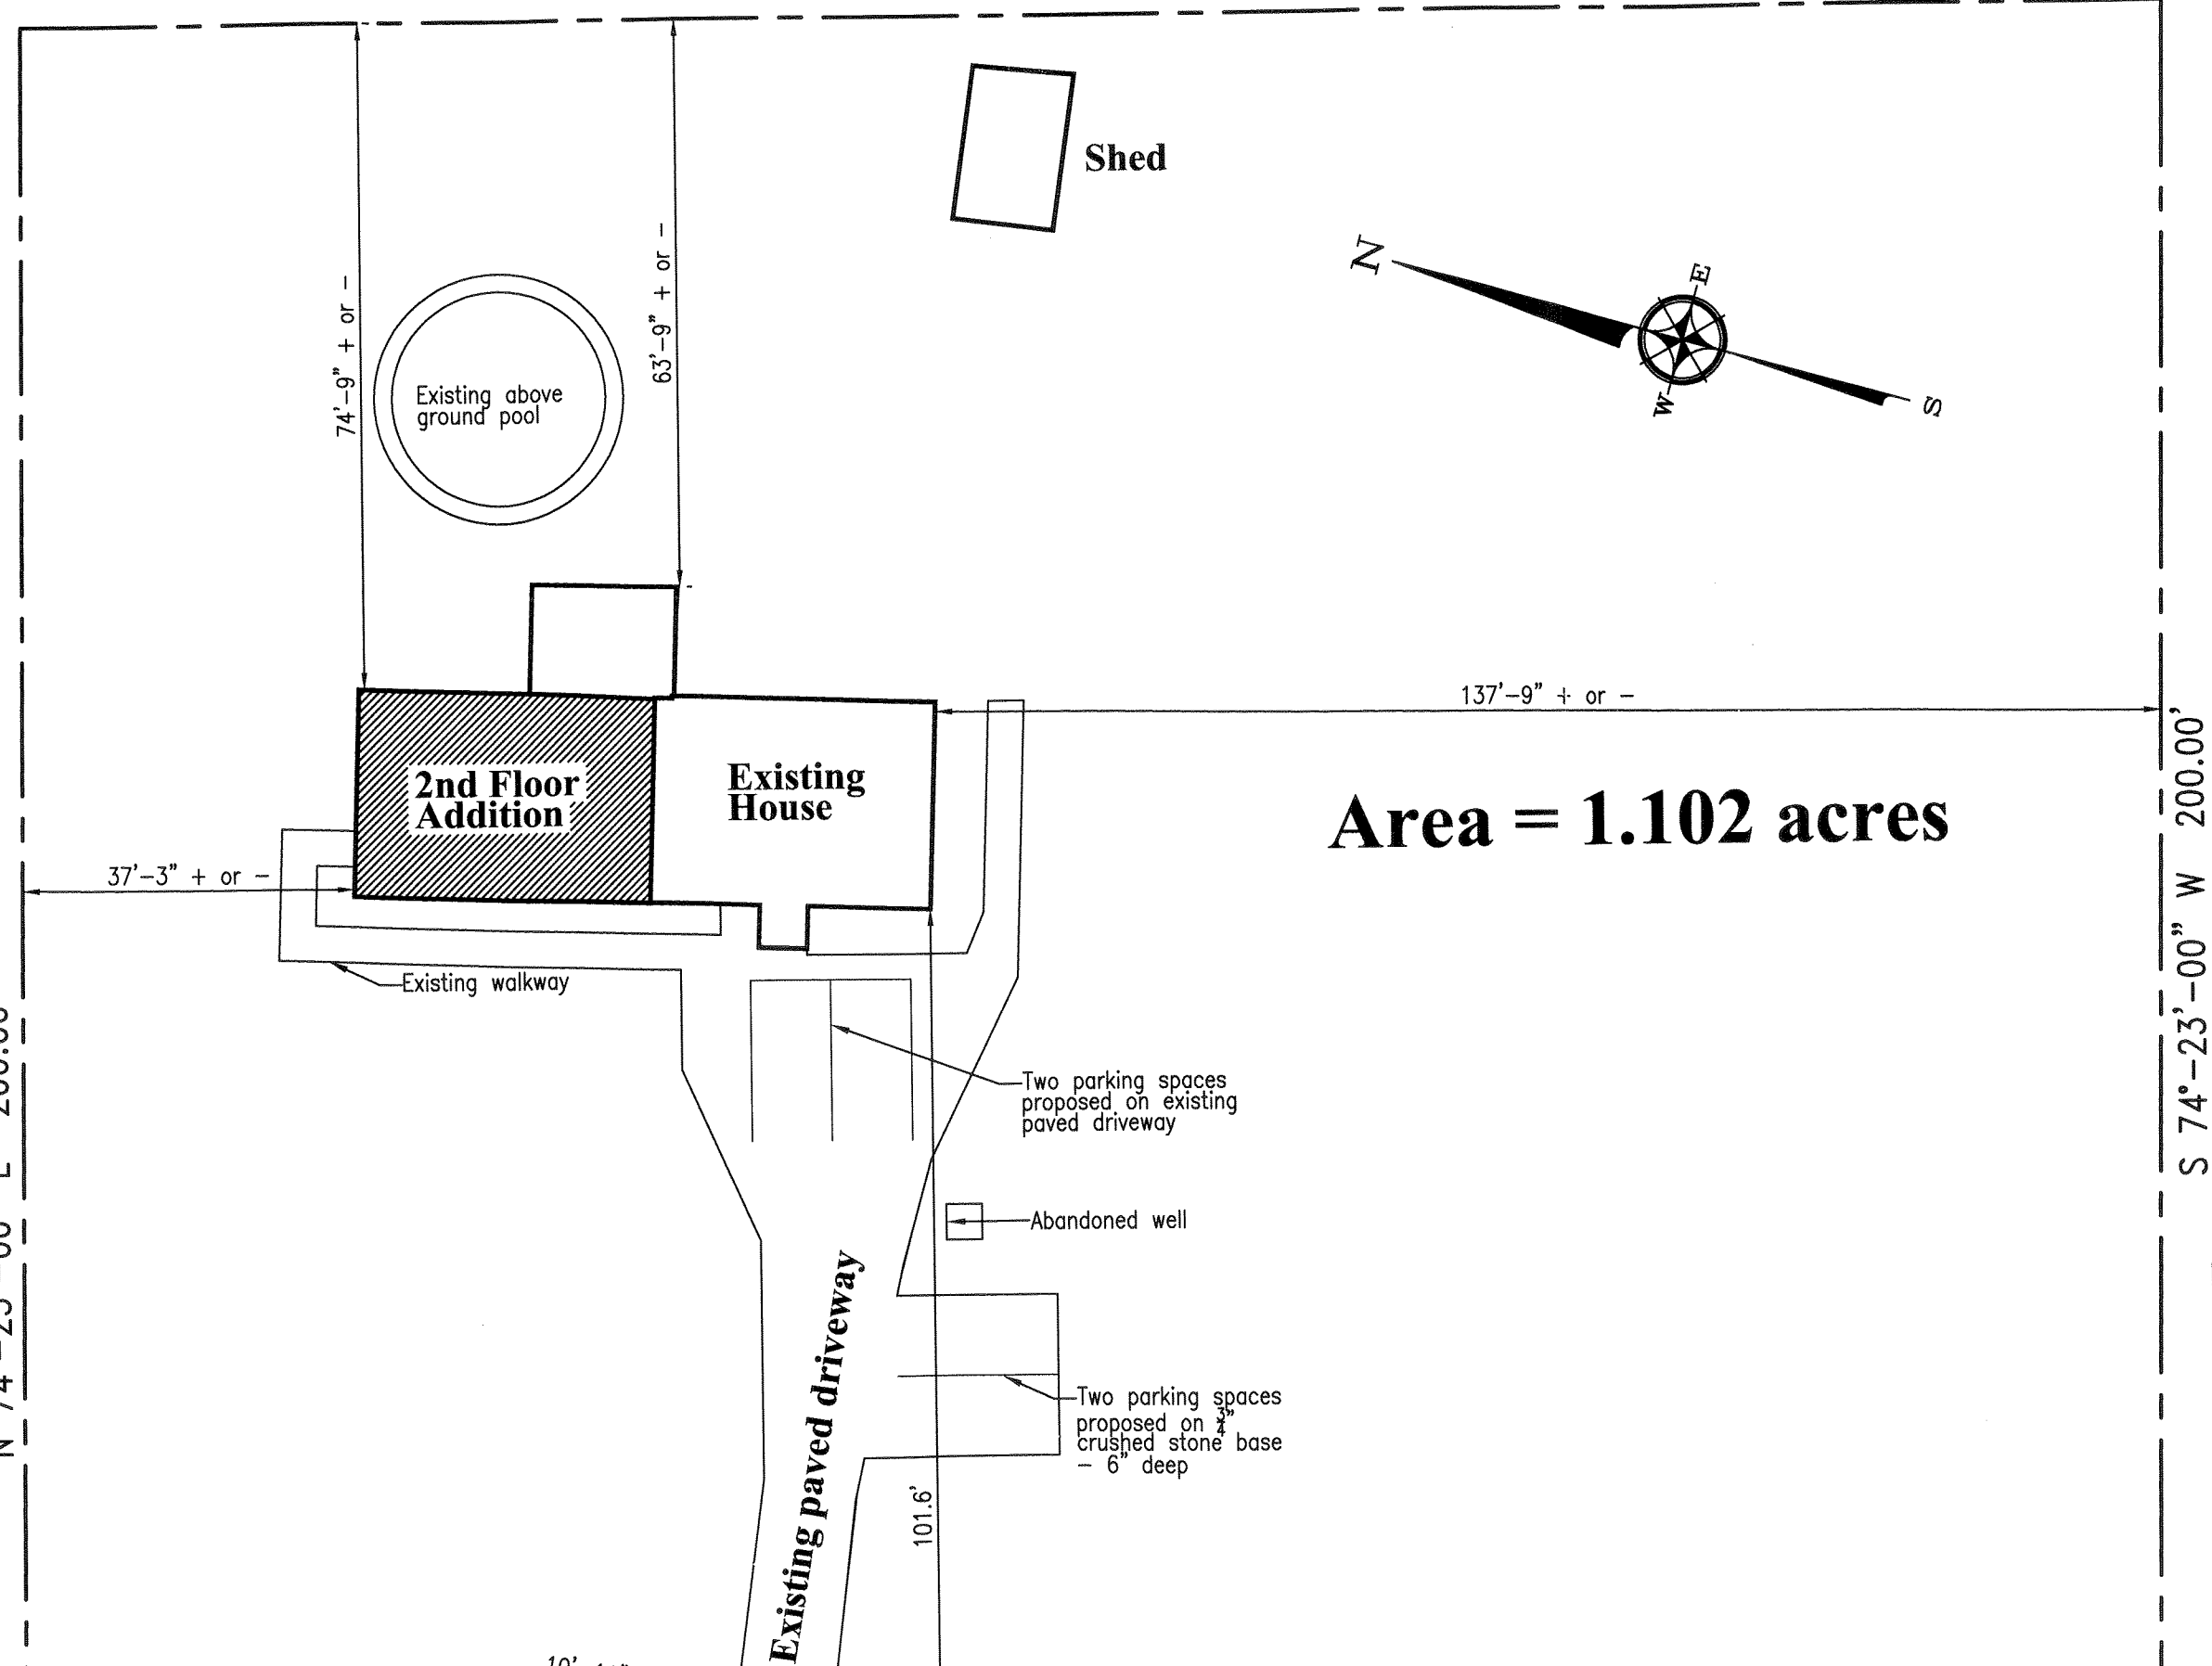 Shed
N
E
W
S
74'-9" + or -
63'-9" + or -
Existing above
ground pool
137'-9" + or -
2nd Floor
Addition
Existing
House
Area = 1.102 acres
37'-3" + or -
Existing walkway
S 74°-23'-00" W 200.00'
Two parking spaces
proposed on existing
paved driveway
Abandoned well
Existing paved driveway
Two parking spaces
proposed on 3/4"
crushed stone base
- 6" deep
101.6'